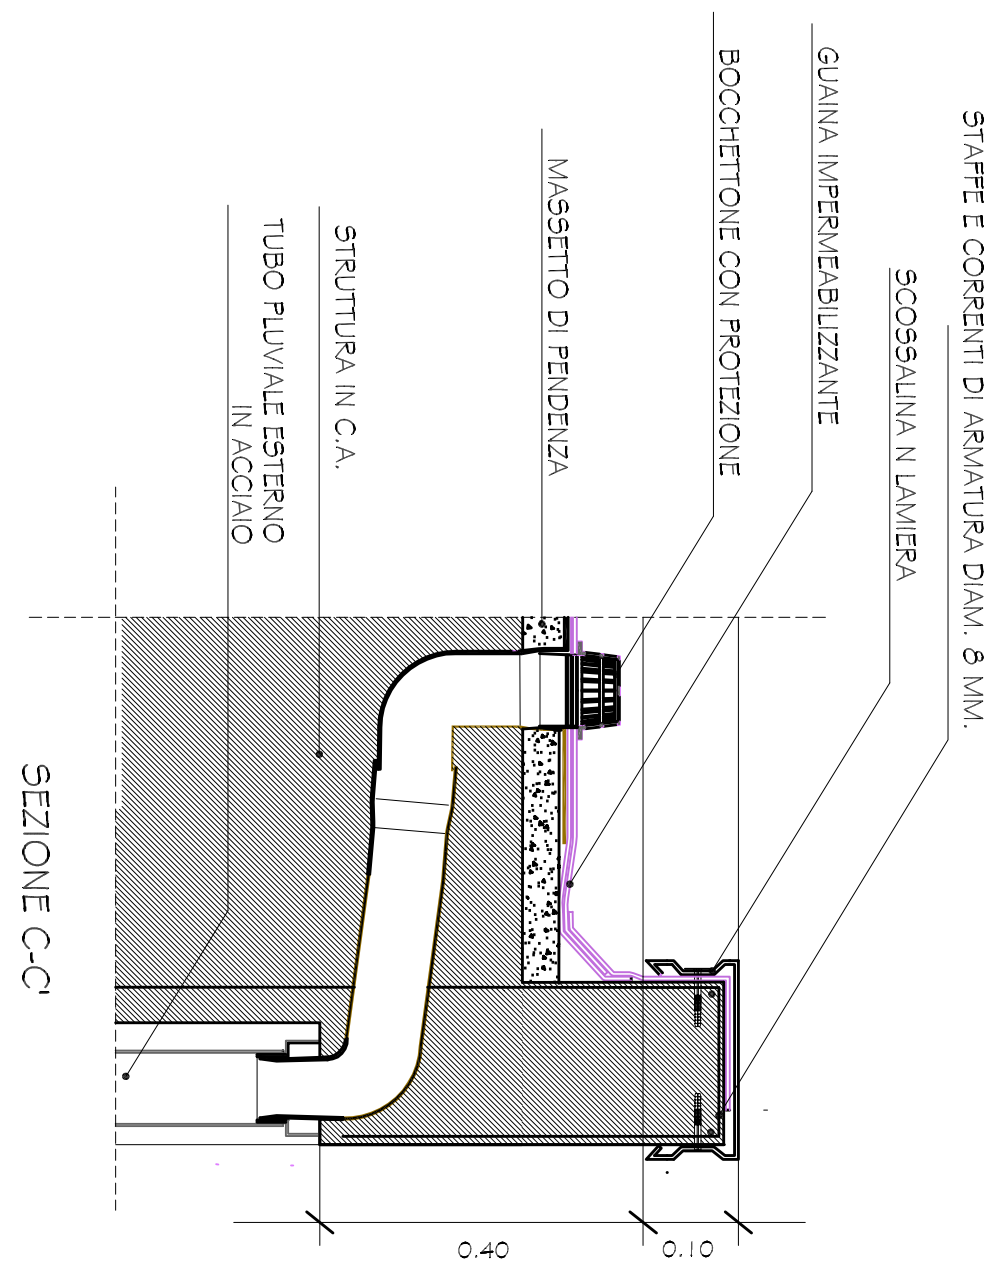 STAFFE E CORRENTI DI ARMATURA DIAM. 8 MM.
SCOSSALINA N LAMIERA
GUAINA IMPERMEABILIZZANTE
BOCCHETTONE CON PROTEZIONE
MASSETTO DI PENDENZA
STRUTTURA IN C.A.
TUBO PLUVIALE ESTERNO
IN ACCIAIO
SEZIONE C-C'
0.40
0.10